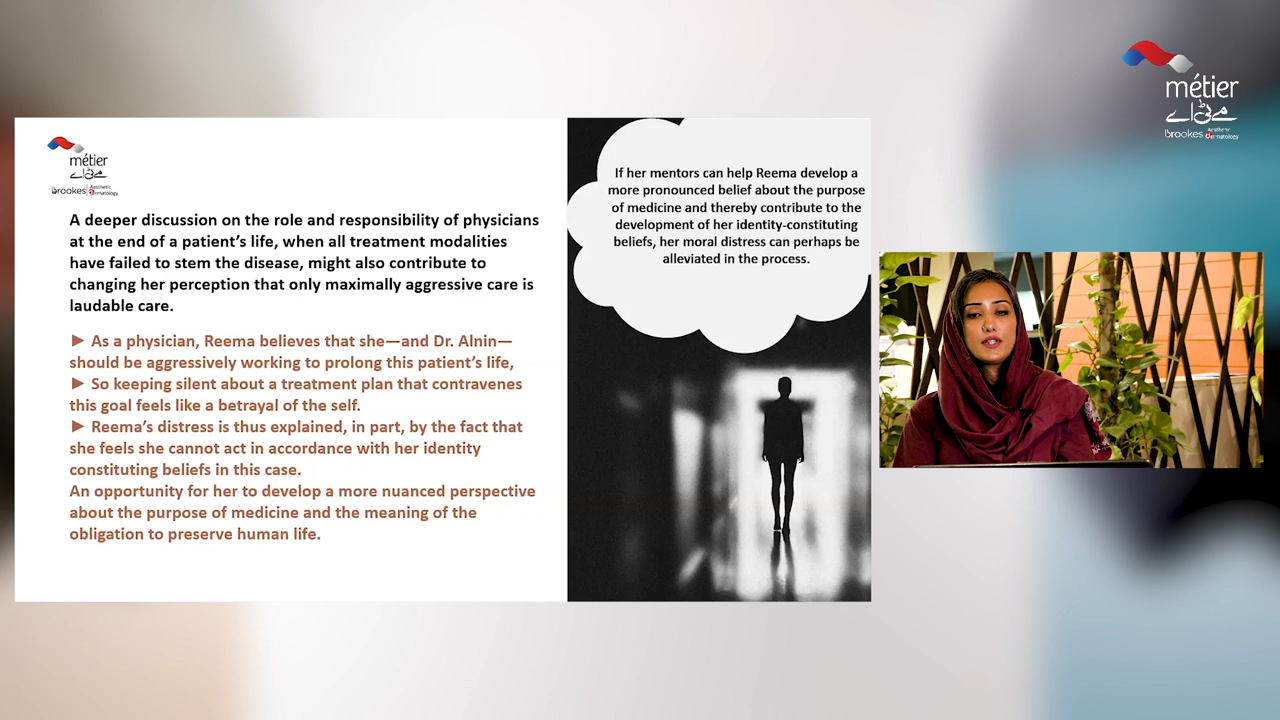 métier
مےٹی اے
brookes Aesthetic Dermatology
A deeper discussion on the role and responsibility of physicians
at the end of a patient’s life, when all treatment modalities
have failed to stem the disease, might also contribute to
changing her perception that only maximally aggressive care is
laudable care.
► As a physician, Reema believes that she—and Dr. Alnin—
should be aggressively working to prolong this patient’s life,
► So keeping silent about a treatment plan that contravenes
this goal feels like a betrayal of the self.
► Reema’s distress is thus explained, in part, by the fact that
she feels she cannot act in accordance with her identity
constituting beliefs in this case.
An opportunity for her to develop a more nuanced perspective
about the purpose of medicine and the meaning of the
obligation to preserve human life.
If her mentors can help Reema develop a
more pronounced belief about the purpose
of medicine and thereby contribute to the
development of her identity-constituting
beliefs, her moral distress can perhaps be
alleviated in the process.
métier
مےٹی اے
brookes Aesthetic Dermatology